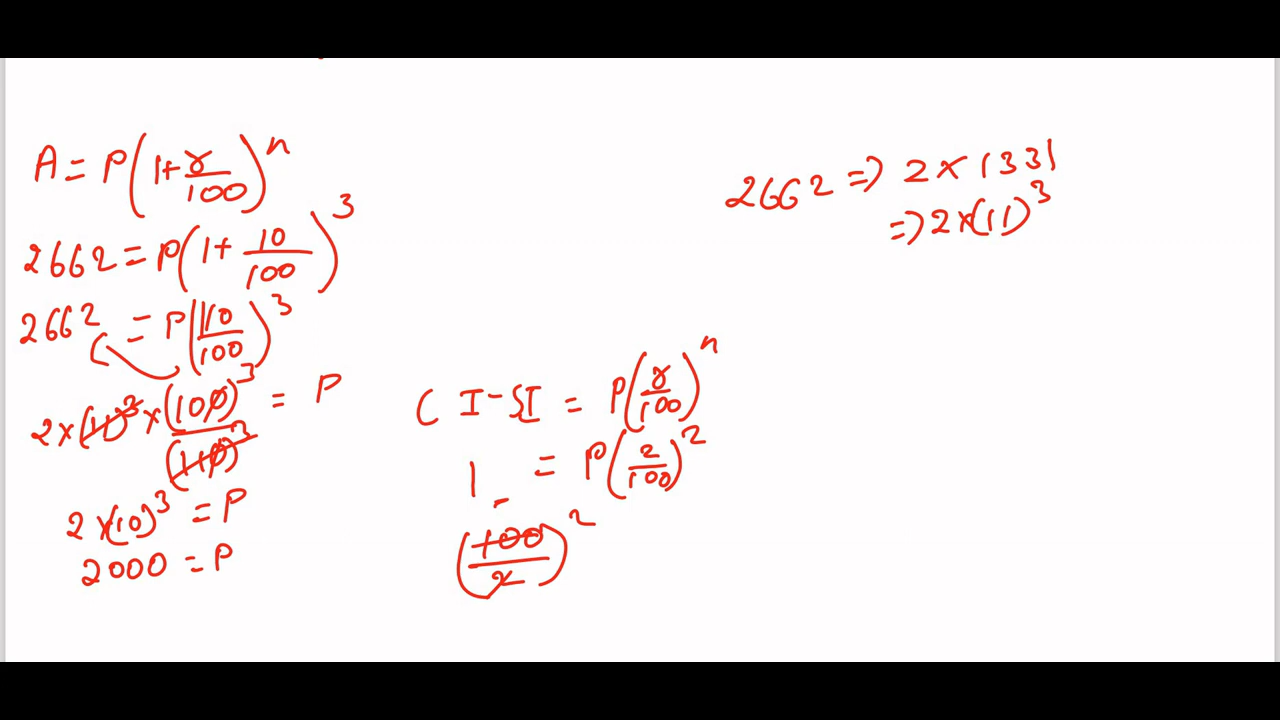 A = P(1+r/100)^n
2662 = P(1+10/100)^3
2662 = P(110/100)^3
2×(11)^3×(100)^3/(110)^3 = P
2×(10)^3 = P
2000 = P
CI-SI = P(r/100)^n
1 = P(2/100)^2
(100/2)^2
2662 => 2×1331
=> 2×(11)^3